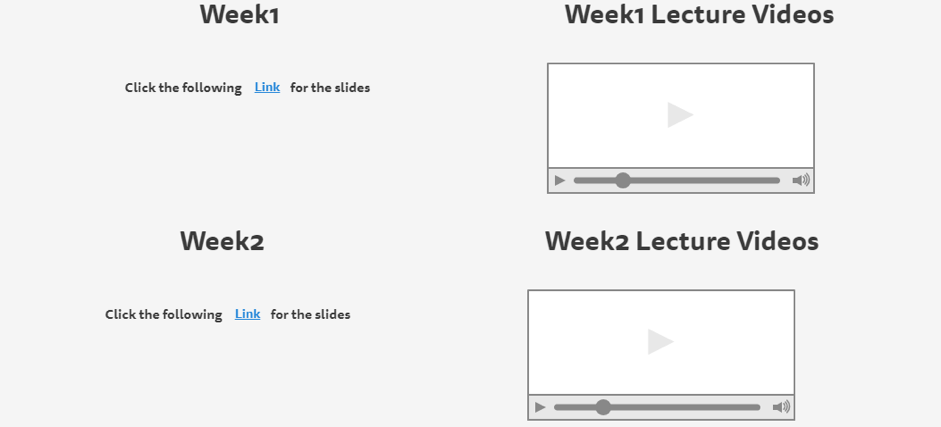 Week1
Week1 Lecture Videos
Click the following Link for the slides
Week2
Week2 Lecture Videos
Click the following Link for the slides